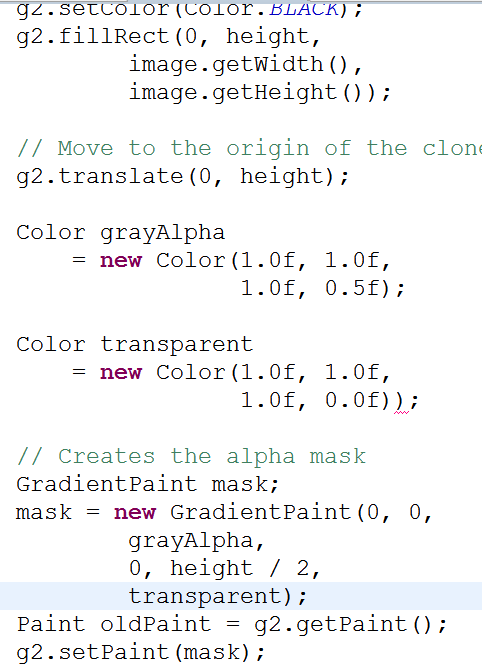 g2.setColor(Color.BLACK);
g2.fillRect(0, height,
        image.getWidth(),
        image.getHeight());

// Move to the origin of the clone
g2.translate(0, height);

Color grayAlpha
    = new Color(1.0f, 1.0f,
                1.0f, 0.5f);

Color transparent
    = new Color(1.0f, 1.0f,
                1.0f, 0.0f));

// Creates the alpha mask
GradientPaint mask;
mask = new GradientPaint(0, 0,
        grayAlpha,
        0, height / 2,
        transparent);
Paint oldPaint = g2.getPaint();
g2.setPaint(mask);